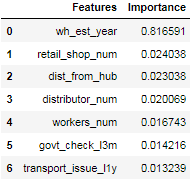 Features Importance
0 wh_est_year 0.816591
1 retail_shop_num 0.024038
2 dist_from_hub 0.023038
3 distributor_num 0.020069
4 workers_num 0.016743
5 govt_check_l3m 0.014216
6 transport_issue_l1y 0.013239